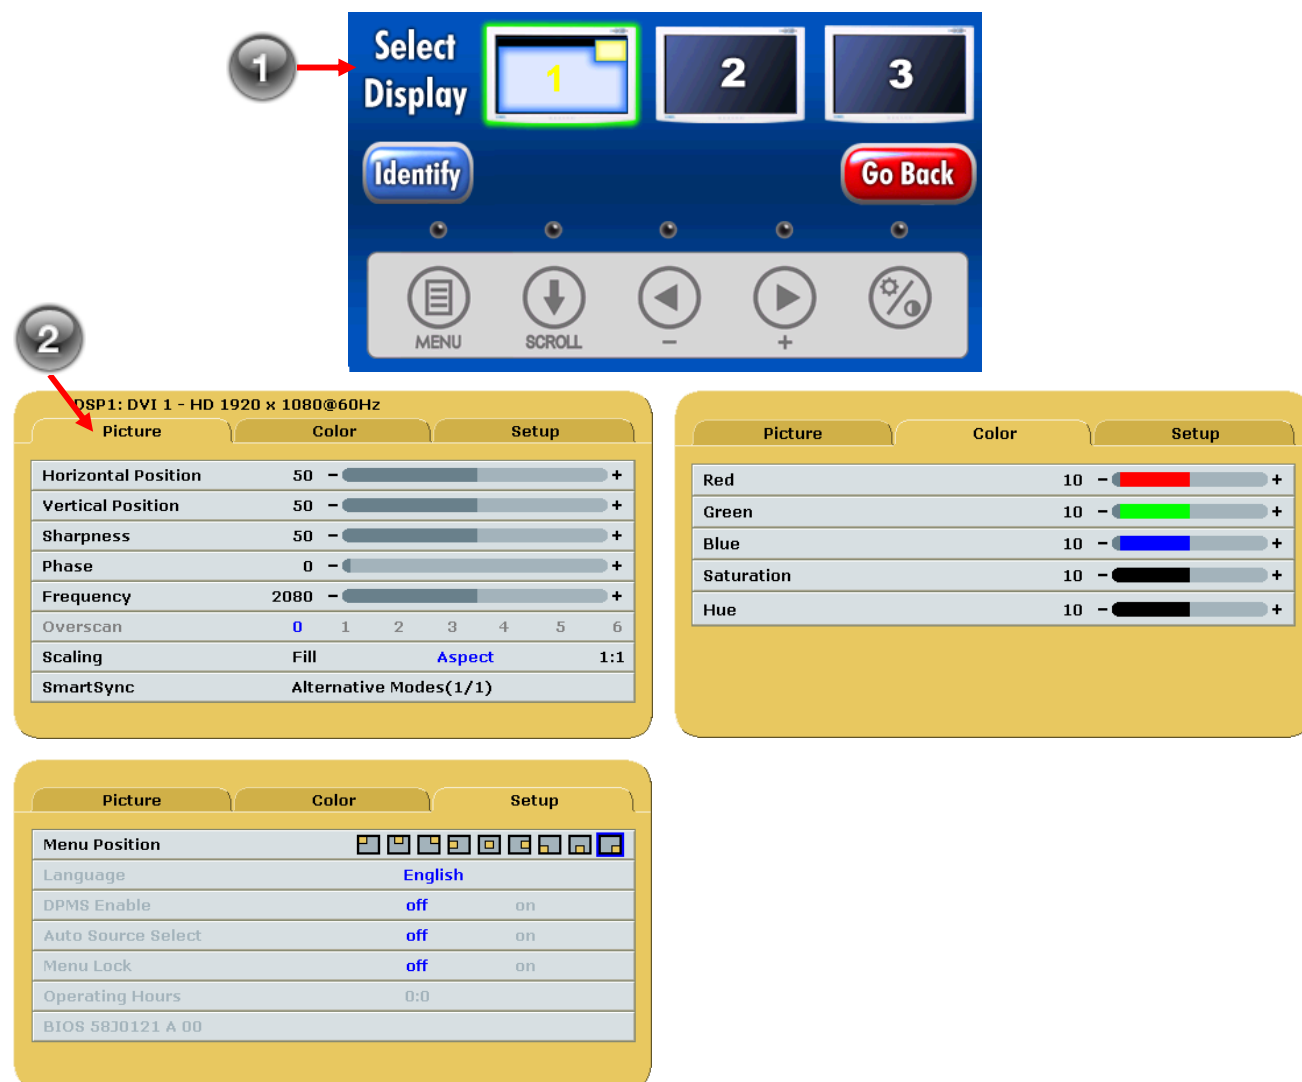 1
Select
Display
1
2
3
Identify
Go Back
MENU
SCROLL
−
+
2
DSP1: DVI 1 - HD 1920 x 1080@60Hz
Picture Color Setup
Horizontal Position 50 − +
Vertical Position 50 − +
Sharpness 50 − +
Phase 0 − +
Frequency 2080 − +
Overscan 0 1 2 3 4 5 6
Scaling Fill Aspect 1:1
SmartSync Alternative Modes(1/1)
Picture Color Setup
Red 10 − +
Green 10 − +
Blue 10 − +
Saturation 10 − +
Hue 10 − +
Picture Color Setup
Menu Position
Language English
DPMS Enable off on
Auto Source Select off on
Menu Lock off on
Operating Hours 0:0
BIOS 58J0121 A 00